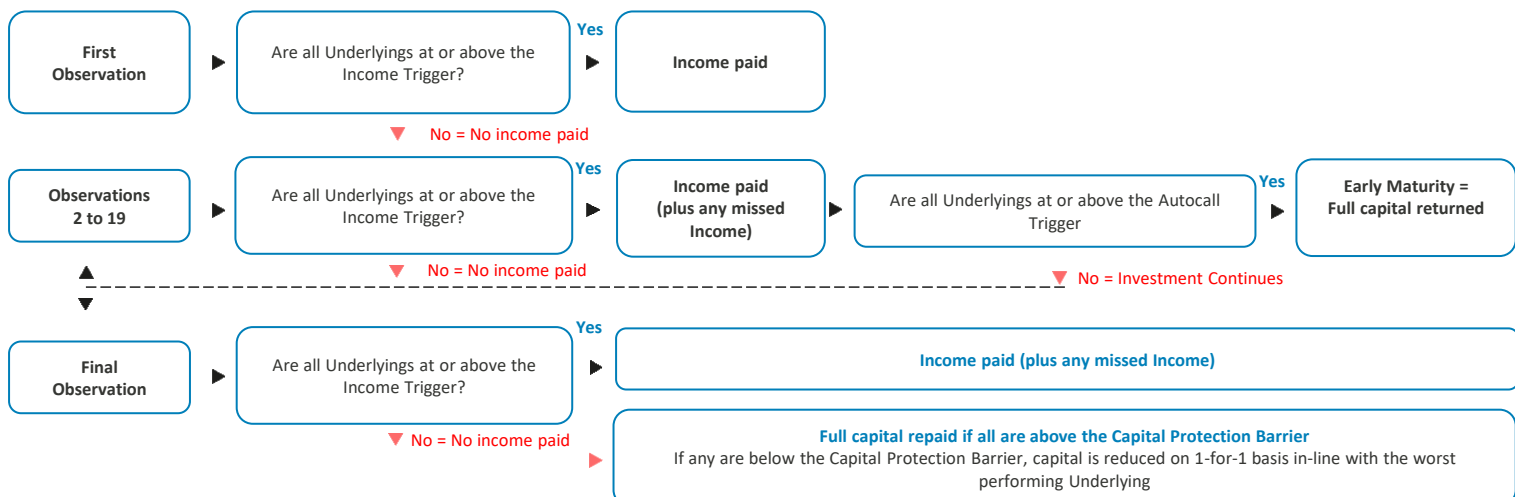 Yes
First
Observation
Are all Underlyings at or above the
Income Trigger?
Income paid
No = No income paid
Yes
Yes
Observations
2 to 19
Are all Underlyings at or above the
Income Trigger?
Income paid
(plus any missed
Income)
Are all Underlyings at or above the Autocall
Trigger
Early Maturity =
Full capital returned
No = No income paid
No = Investment Continues
Yes
Final
Observation
Are all Underlyings at or above the
Income Trigger?
Income paid (plus any missed Income)
No = No income paid
Full capital repaid if all are above the Capital Protection Barrier
If any are below the Capital Protection Barrier, capital is reduced on 1-for-1 basis in-line with the worst
performing Underlying